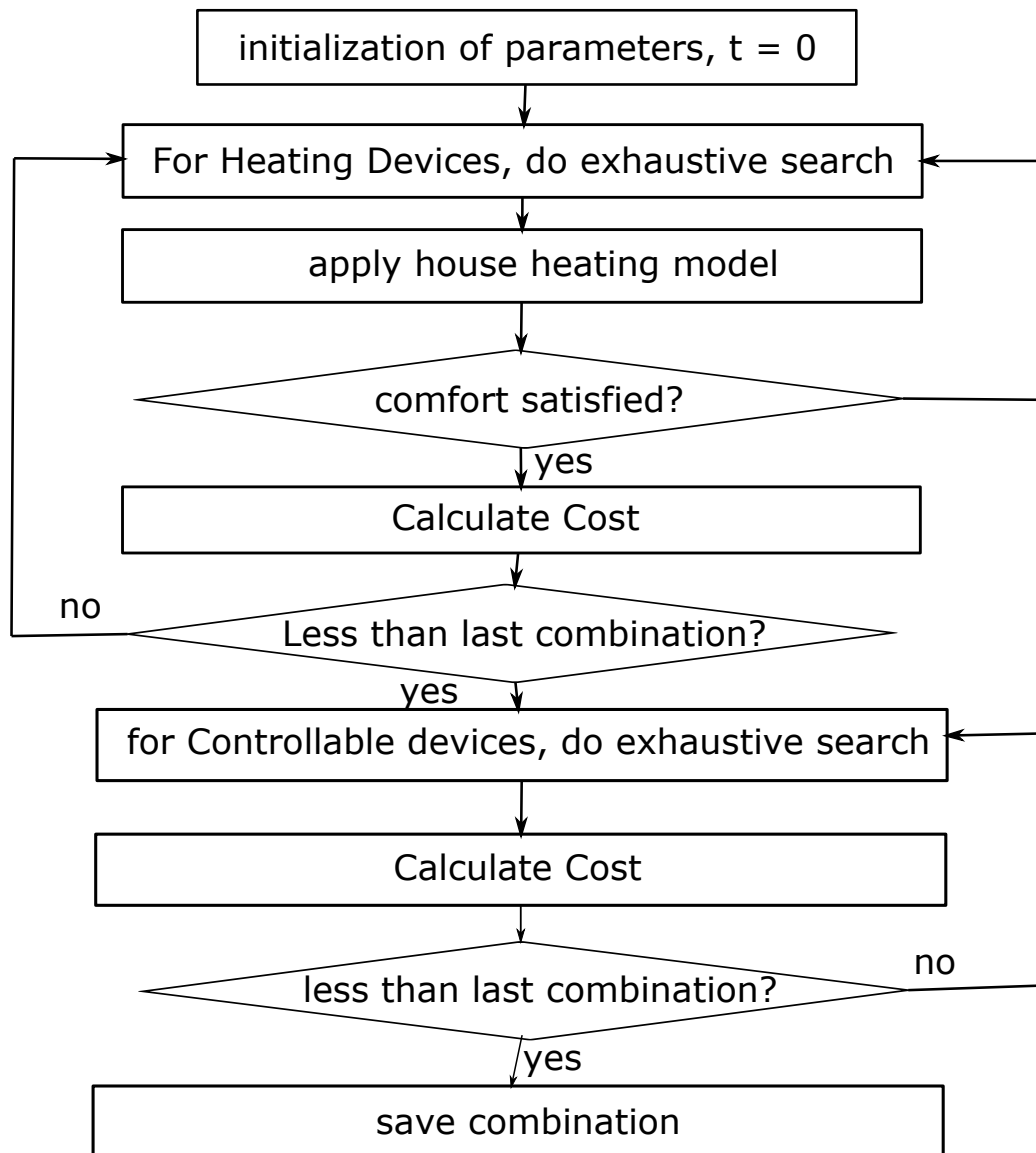 initialization of parameters, t = 0
For Heating Devices, do exhaustive search
apply house heating model
comfort satisfied?
yes
Calculate Cost
no
Less than last combination?
yes
for Controllable devices, do exhaustive search
Calculate Cost
no
less than last combination?
yes
save combination